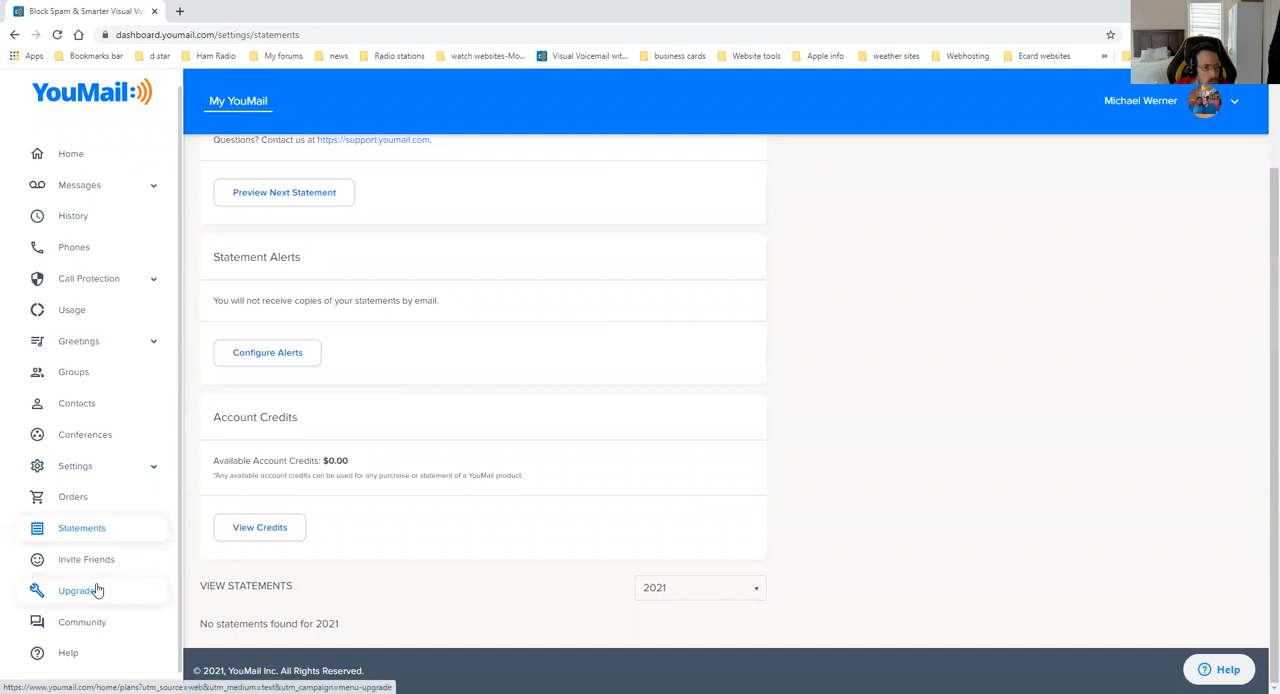 Block Spam & Smarter Visual Vo
dashboard.youmail.com/settings/statements
Apps
Bookmarks bar
d star
Ham Radio
My forums
news
Radio stations
watch websites-Mo...
Visual Voicemail wit...
business cards
Website tools
Apple info
weather sites
Webhosting
Ecard websites
»
YouMail
My YouMail
Michael Werner
Questions? Contact us at https://support.youmail.com.
Home
Messages
History
Phones
Call Protection
Usage
Greetings
Groups
Contacts
Conferences
Settings
Orders
Statements
Invite Friends
Upgrade
Community
Help
Preview Next Statement
Statement Alerts
You will not receive copies of your statements by email.
Configure Alerts
Account Credits
Available Account Credits: $0.00
*Any available account credits can be used for any purchase or statement of a YouMail product.
View Credits
VIEW STATEMENTS
2021
No statements found for 2021
© 2021, YouMail Inc. All Rights Reserved.
Help
https://www.youmail.com/home/plans?utm_source=web&utm_medium=text&utm_campaign=menu-upgrade